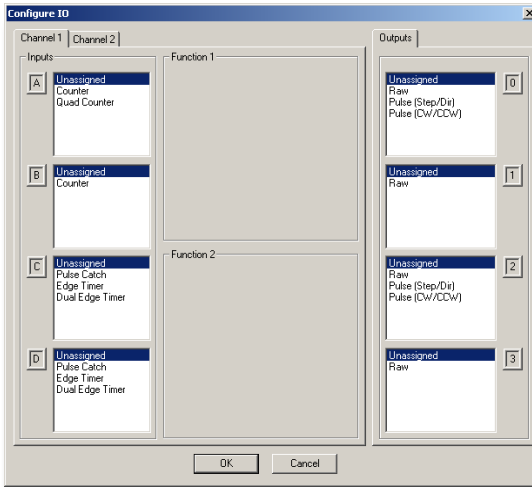 Configure IO
Channel 1
Channel 2
Inputs
A
Unassigned
Counter
Quad Counter
B
Unassigned
Counter
C
Unassigned
Pulse Catch
Edge Timer
Dual Edge Timer
D
Unassigned
Pulse Catch
Edge Timer
Dual Edge Timer
Function 1
Function 2
Outputs
Unassigned
Raw
Pulse (Step/Dir)
Pulse (CW/CCW)
0
Unassigned
Raw
1
Unassigned
Raw
Pulse (Step/Dir)
Pulse (CW/CCW)
2
Unassigned
Raw
3
OK
Cancel